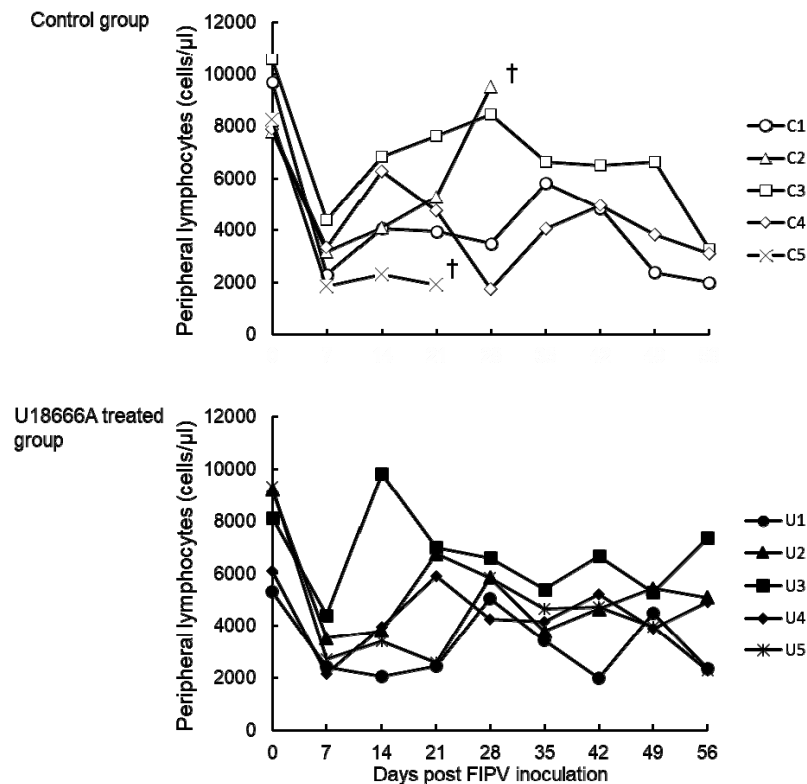 Control group
Peripheral lymphocytes (cells/µl)
12000
10000
8000
6000
4000
2000
0
†
†
C1
C2
C3
C4
C5
U18666A treated
group
Peripheral lymphocytes (cells/µl)
12000
10000
8000
6000
4000
2000
0
0 7 14 21 28 35 42 49 56
Days post FIPV inoculation
U1
U2
U3
U4
U5